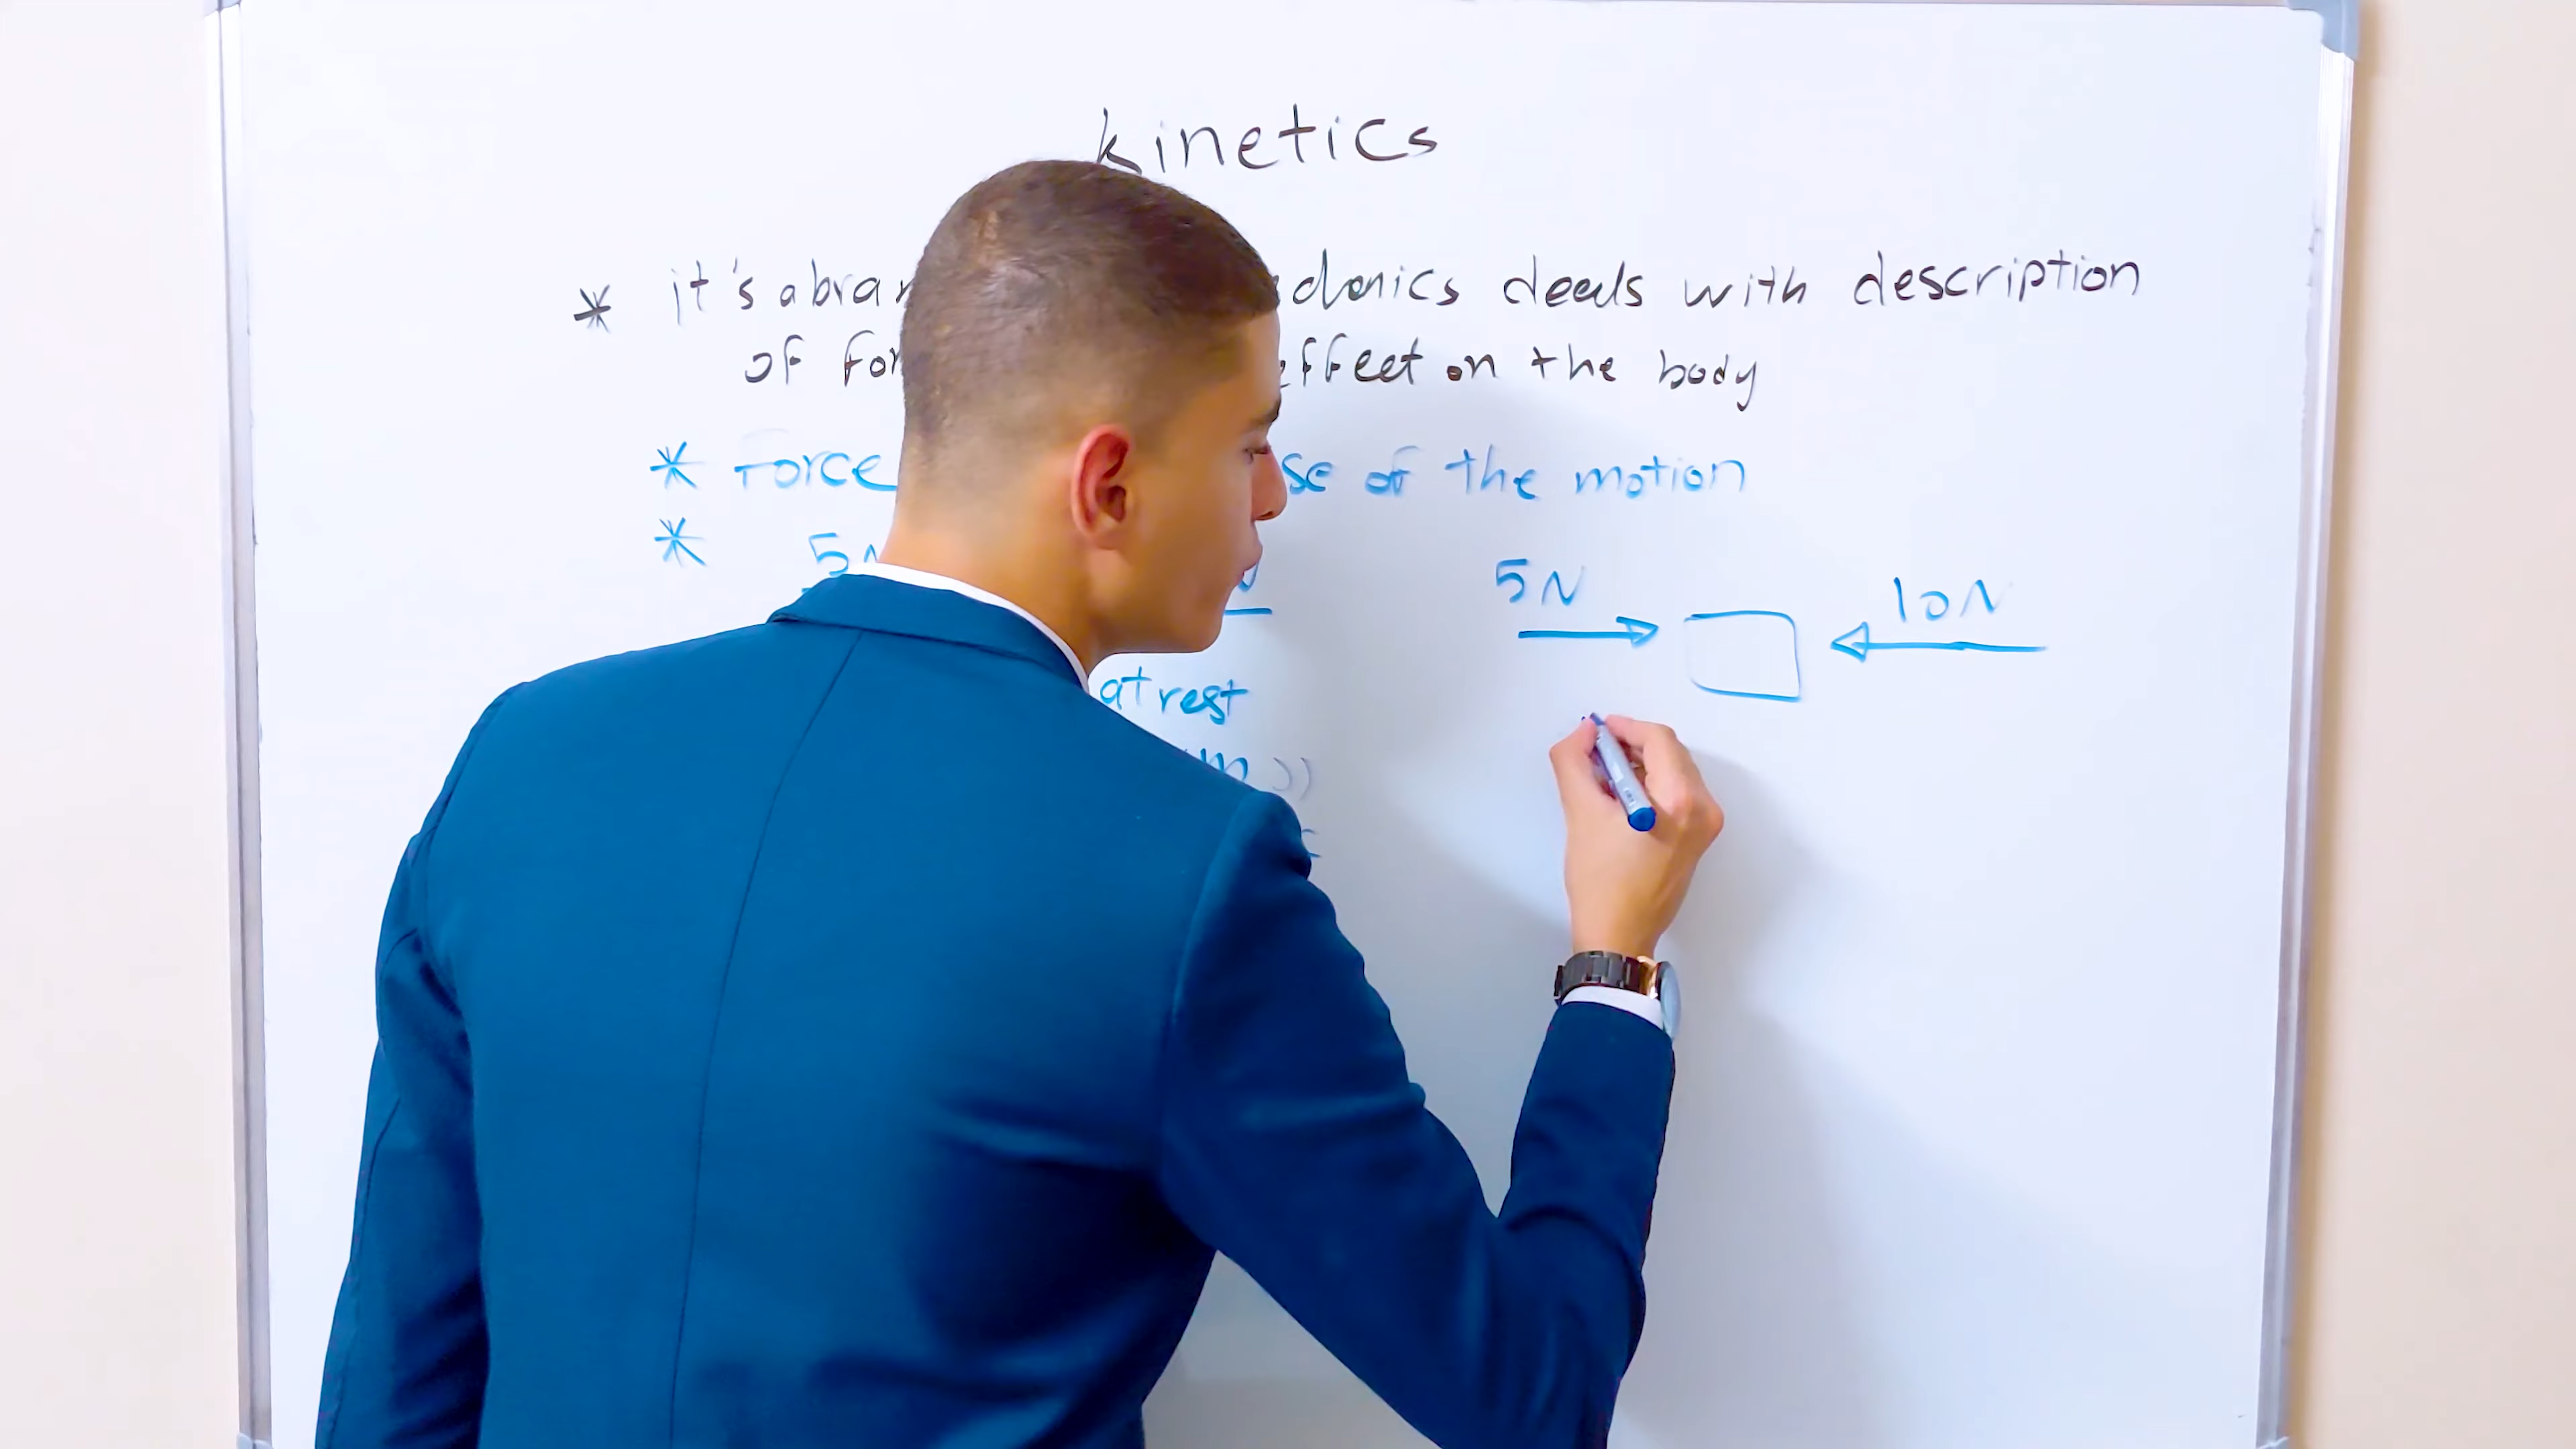 kinetics
* it's a bra donics deals with description
of for effect on the body
* Force se of the motion
* 5N
5N 10N
at rest